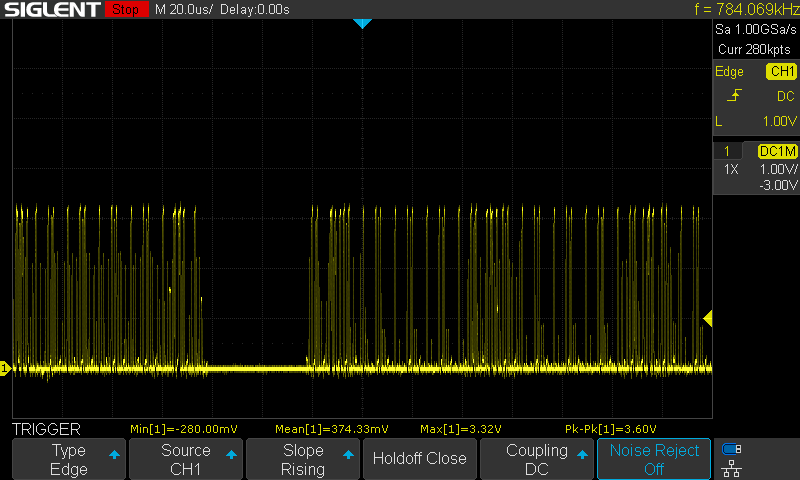 SIGLENT Stop M 20.0us/ Delay:0.00s f = 784.069kHz
Sa 1.00GSa/s
Curr 280kpts
Edge CH1
DC
L 1.00V
1 DC1M
1X 1.00V/
-3.00V
1
TRIGGER Min[1]=-280.00mV Mean[1]=374.33mV Max[1]=3.32V Pk-Pk[1]=3.60V
Type
Edge
Source
CH1
Slope
Rising
Holdoff Close
Coupling
DC
Noise Reject
Off